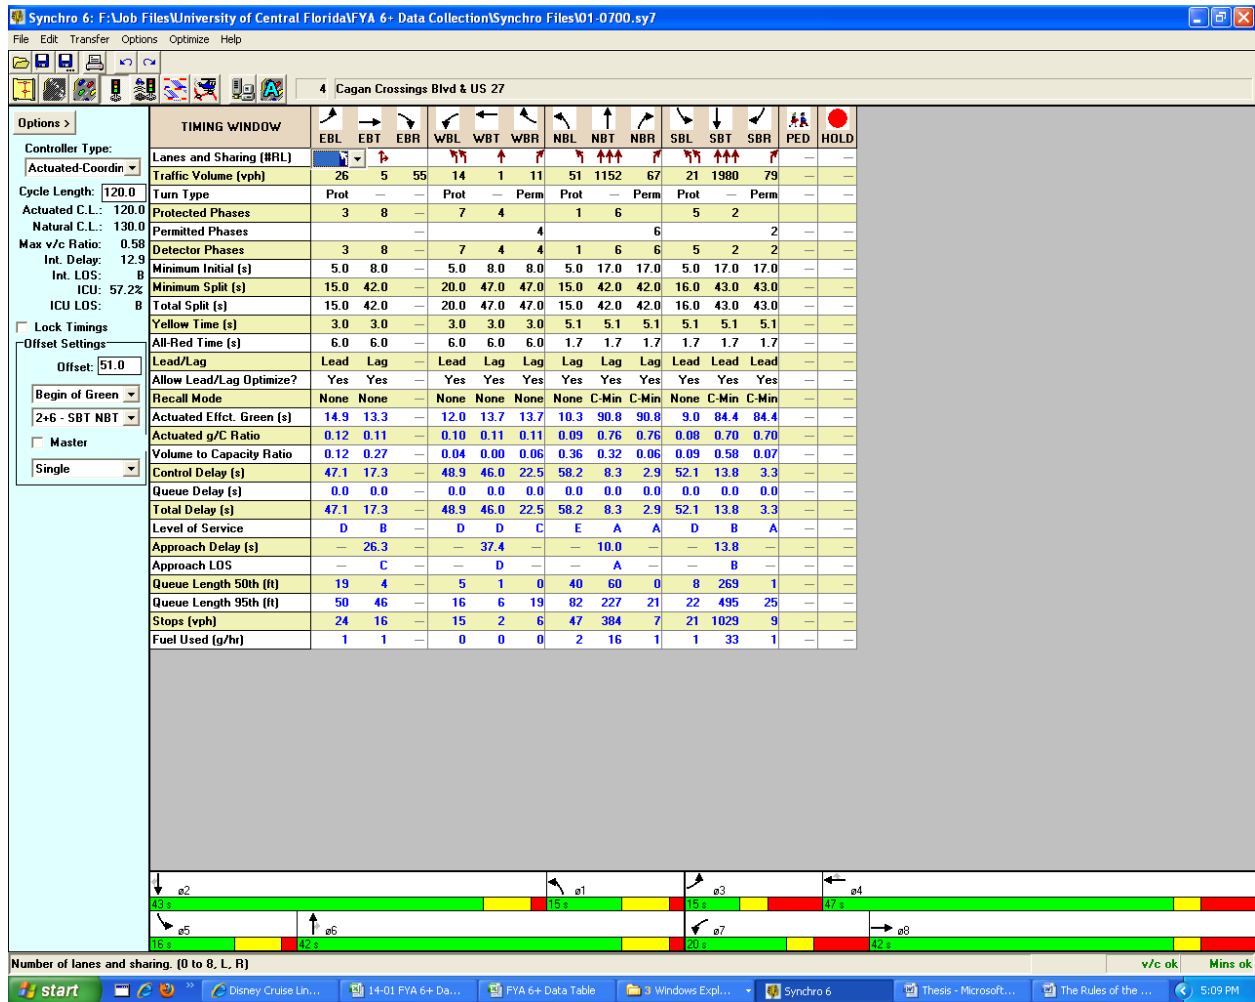 Synchro 6: F:\Job Files\University of Central Florida\FYA 6+ Data Collection\Synchro Files\01-0700.sy7
File Edit Transfer Options Optimize Help
4 Cagan Crossings Blvd & US 27
Options >
Controller Type:
Actuated-Coordin
Cycle Length: 120.0
Actuated C.L.: 120.0
Natural C.L.: 130.0
Max v/c Ratio: 0.58
Int. Delay: 12.9
Int. LOS: B
ICU: 57.2%
ICU LOS: B
Lock Timings
Offset Settings
Offset: 51.0
Begin of Green
2+6 - SBT NBT
Master
Single
TIMING WINDOW EBL EBT EBR WBL WBT WBR NBL NBT NBR SBL SBT SBR PED HOLD
Lanes and Sharing (#RL) — —
Traffic Volume (vph) 26 5 55 14 1 11 51 1152 67 21 1980 79 — —
Turn Type Prot — — Prot — Perm Prot — Perm Prot — Perm — —
Protected Phases 3 8 — 7 4 1 6 5 2 — —
Permitted Phases — 4 6 2 — —
Detector Phases 3 8 — 7 4 4 1 6 6 5 2 2 — —
Minimum Initial (s) 5.0 8.0 — 5.0 8.0 8.0 5.0 17.0 17.0 5.0 17.0 17.0 — —
Minimum Split (s) 15.0 42.0 — 20.0 47.0 47.0 15.0 42.0 42.0 16.0 43.0 43.0 — —
Total Split (s) 15.0 42.0 — 20.0 47.0 47.0 15.0 42.0 42.0 16.0 43.0 43.0 — —
Yellow Time (s) 3.0 3.0 — 3.0 3.0 3.0 5.1 5.1 5.1 5.1 5.1 5.1 — —
All-Red Time (s) 6.0 6.0 — 6.0 6.0 6.0 1.7 1.7 1.7 1.7 1.7 1.7 — —
Lead/Lag Lead Lag — Lead Lag Lag Lag Lag Lag Lead Lead Lead — —
Allow Lead/Lag Optimize? Yes Yes — Yes Yes Yes Yes Yes Yes Yes Yes Yes — —
Recall Mode None None — None None None None C-Min C-Min None C-Min C-Min — —
Actuated Effct. Green (s) 14.9 13.3 — 12.0 13.7 13.7 10.3 90.8 90.8 9.0 84.4 84.4 — —
Actuated g/C Ratio 0.12 0.11 — 0.10 0.11 0.11 0.09 0.76 0.76 0.08 0.70 0.70 — —
Volume to Capacity Ratio 0.12 0.27 — 0.04 0.00 0.06 0.36 0.32 0.06 0.09 0.58 0.07 — —
Control Delay (s) 47.1 17.3 — 48.9 46.0 22.5 58.2 8.3 2.9 52.1 13.8 3.3 — —
Queue Delay (s) 0.0 0.0 — 0.0 0.0 0.0 0.0 0.0 0.0 0.0 0.0 0.0 — —
Total Delay (s) 47.1 17.3 — 48.9 46.0 22.5 58.2 8.3 2.9 52.1 13.8 3.3 — —
Level of Service D B — D D C E A A D B A — —
Approach Delay (s) — 26.3 — — 37.4 — — 10.0 — — 13.8 — — —
Approach LOS — C — — D — — A — — B — — —
Queue Length 50th (ft) 19 4 — 5 1 0 40 60 0 8 269 1 — —
Queue Length 95th (ft) 50 46 — 16 6 19 82 227 21 22 495 25 — —
Stops (vph) 24 16 — 15 2 6 47 384 7 21 1029 9 — —
Fuel Used (g/hr) 1 1 — 0 0 0 2 16 1 1 33 1 — —
ø2 ø1 ø3 ø4
43 s 15 s 15 s 47 s
ø5 ø6 ø7 ø8
16 s 42 s 20 s 42 s
Number of lanes and sharing. (0 to 8, L, R) v/c ok Mins ok
start Disney Cruise Lin... 14-01 FYA 6+ Da... FYA 6+ Data Table 3 Windows Expl... Synchro 6 Thesis - Microsoft... The Rules of the ... 5:09 PM